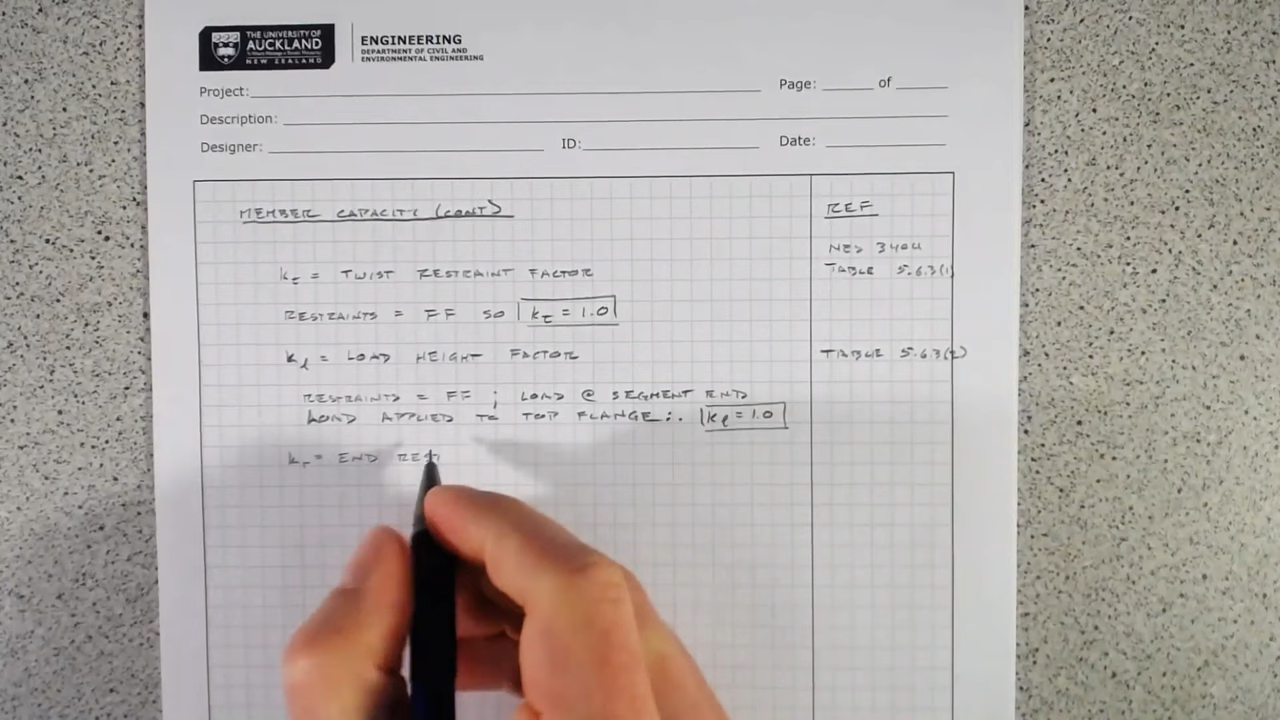 THE UNIVERSITY OF
AUCKLAND
NEW ZEALAND
ENGINEERING
DEPARTMENT OF CIVIL AND
ENVIRONMENTAL ENGINEERING
Project:
Page: of
Description:
Designer: ID: Date:
MEMBER CAPACITY (CONT) REF
NZS 3404
kt = TWIST RESTRAINT FACTOR TABLE 5.6.3(1)
RESTRAINTS = FF SO kt = 1.0
kl = LOAD HEIGHT FACTOR TABLE 5.6.3(2)
RESTRAINTS = FF ; LOAD @ SEGMENT END
LOAD APPLIED TO TOP FLANGE ∴ kl = 1.0
kr = END RES